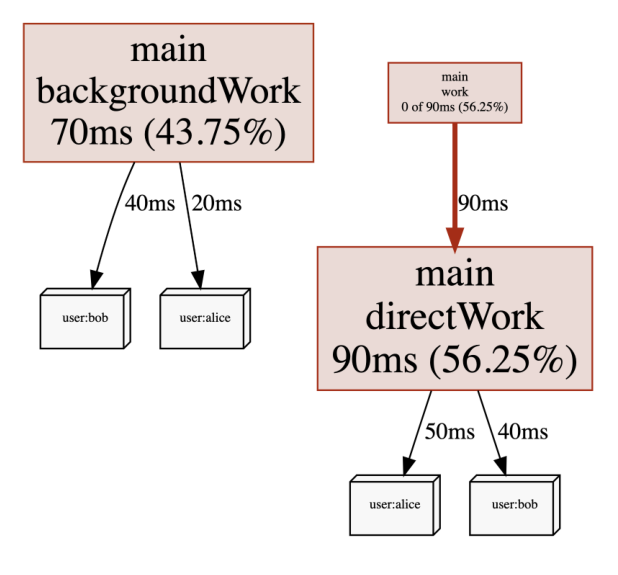 main
backgroundWork
70ms (43.75%)
main
work
0 of 90ms (56.25%)
40ms
20ms
90ms
user:bob
user:alice
main
directWork
90ms (56.25%)
50ms
40ms
user:alice
user:bob